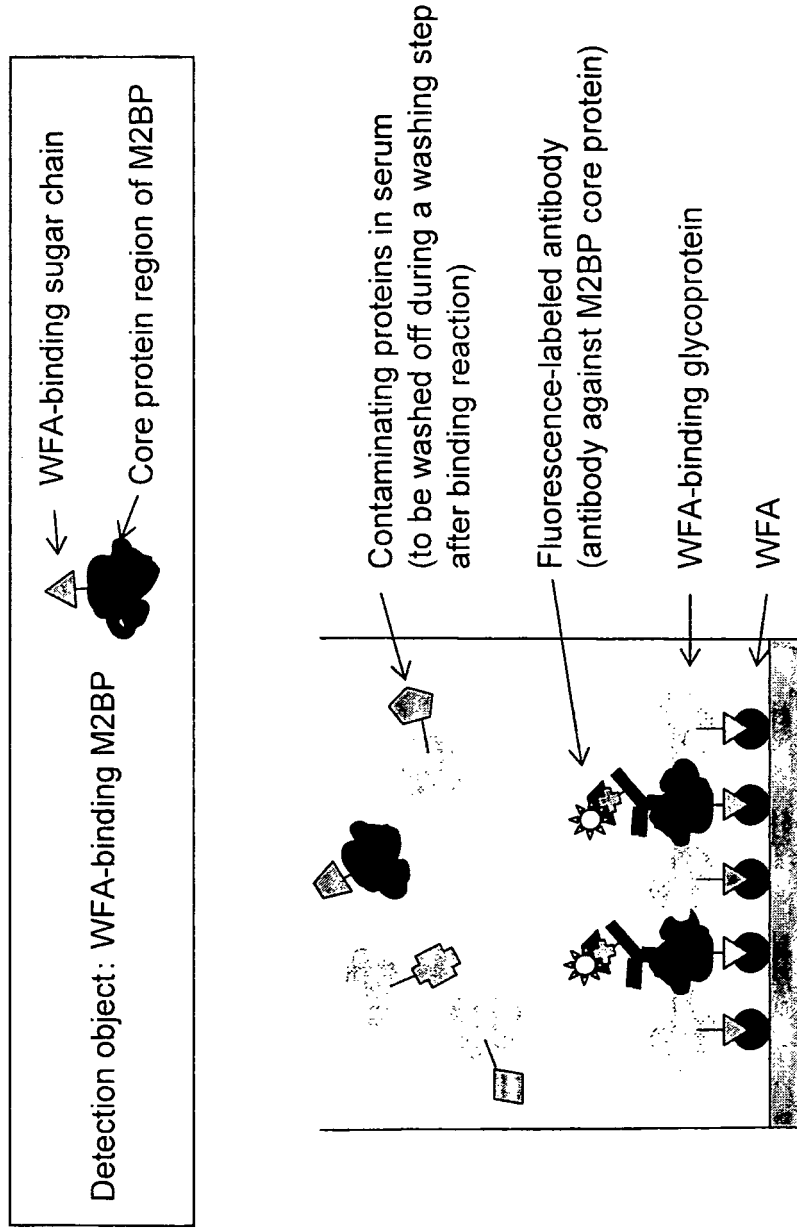 Detection object: WFA-binding M2BP
WFA-binding sugar chain
Core protein region of M2BP
Contaminating proteins in serum
(to be washed off during a washing step
after binding reaction)
Fluorescence-labeled antibody
(antibody against M2BP core protein)
WFA-binding glycoprotein
WFA